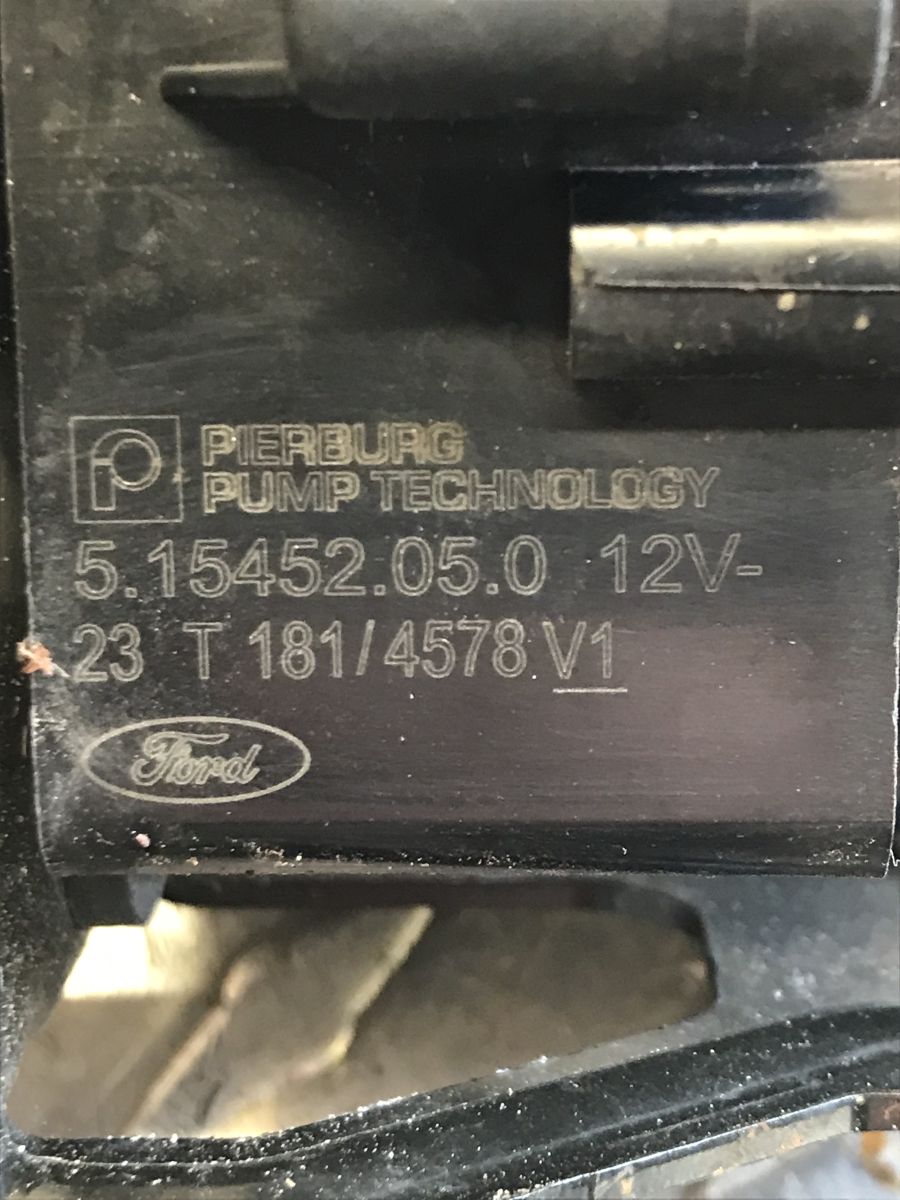 PIERBURG
PUMP TECHNOLOGY
5.15452.05.0 12V-
23 T 181/4578 V1
Ford